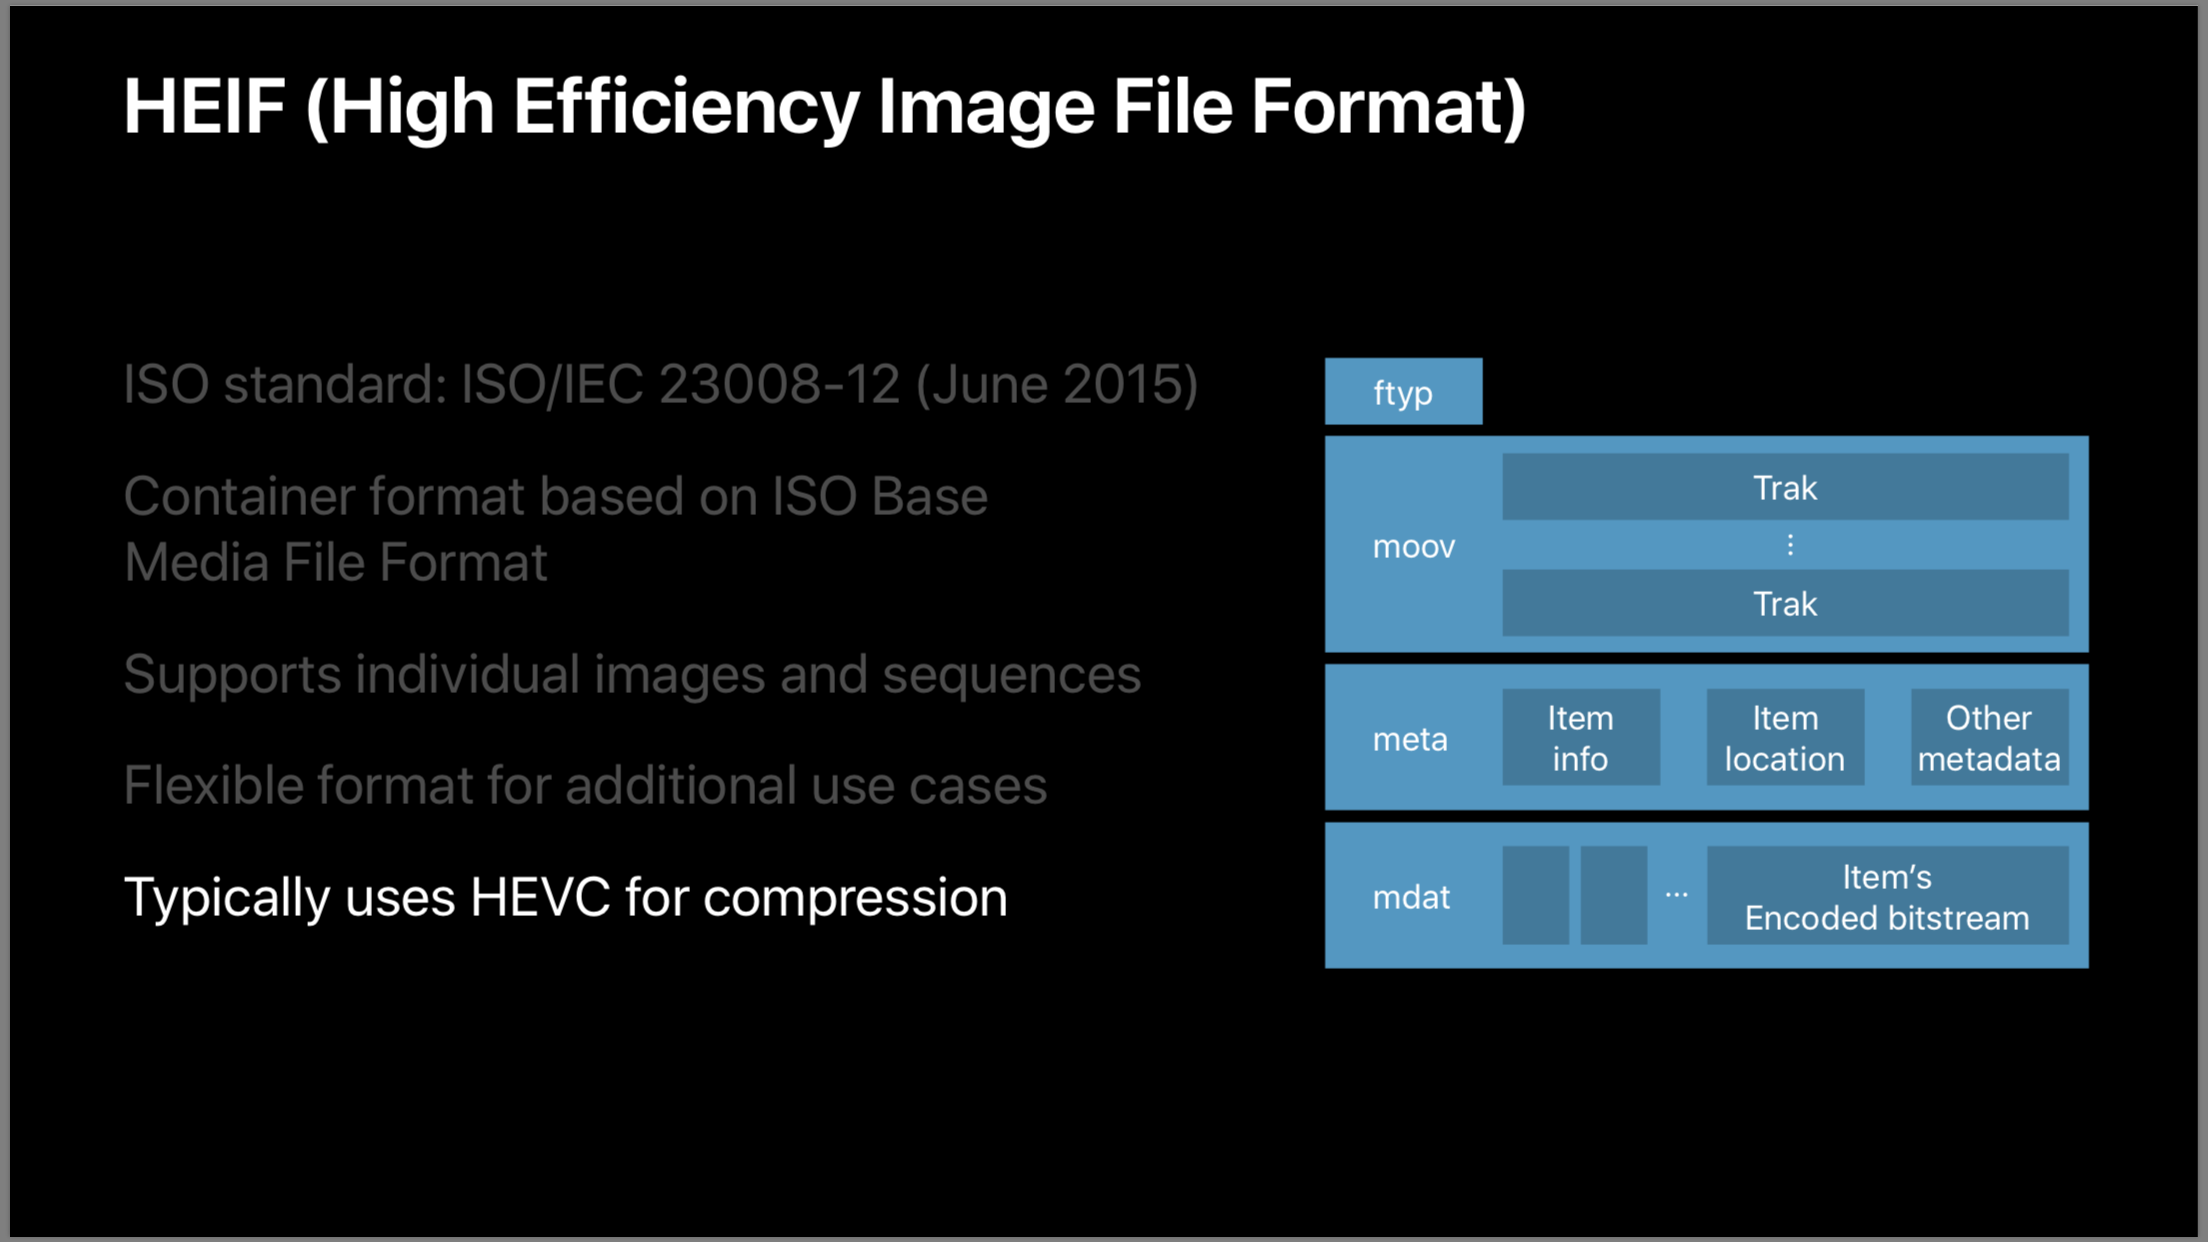 HEIF (High Efficiency Image File Format)
ISO standard: ISO/IEC 23008-12 (June 2015)
Container format based on ISO Base
Media File Format
Supports individual images and sequences
Flexible format for additional use cases
Typically uses HEVC for compression
ftyp
moov
Trak
⋮
Trak
meta
Item
info
Item
location
Other
metadata
mdat
...
Item’s
Encoded bitstream